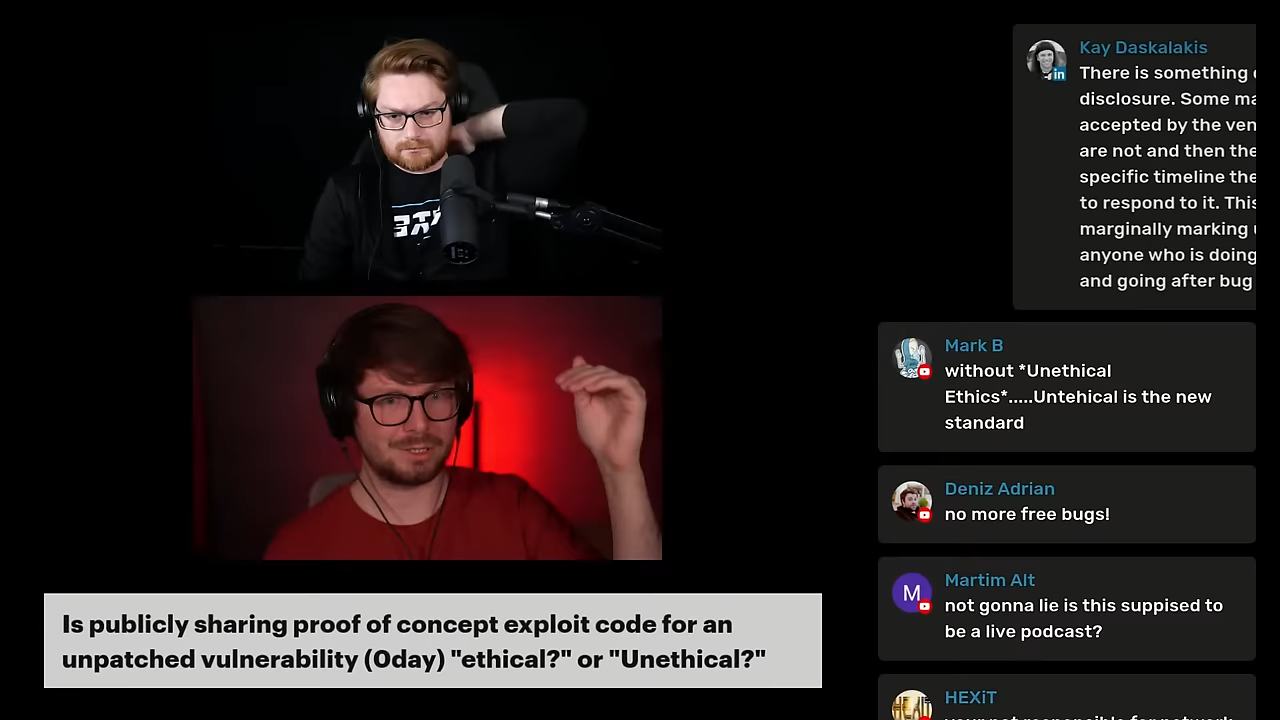 Kay Daskalakis
There is something
disclosure. Some ma
accepted by the ven
are not and then the
specific timeline the
to respond to it. This
marginally marking
anyone who is doing
and going after bug
Mark B
without *Unethical
Ethics*.....Untehical is the new
standard
Deniz Adrian
no more free bugs!
M
Martim Alt
not gonna lie is this suppised to
be a live podcast?
HEXiT
Is publicly sharing proof of concept exploit code for an
unpatched vulnerability (0day) "ethical?" or "Unethical?"